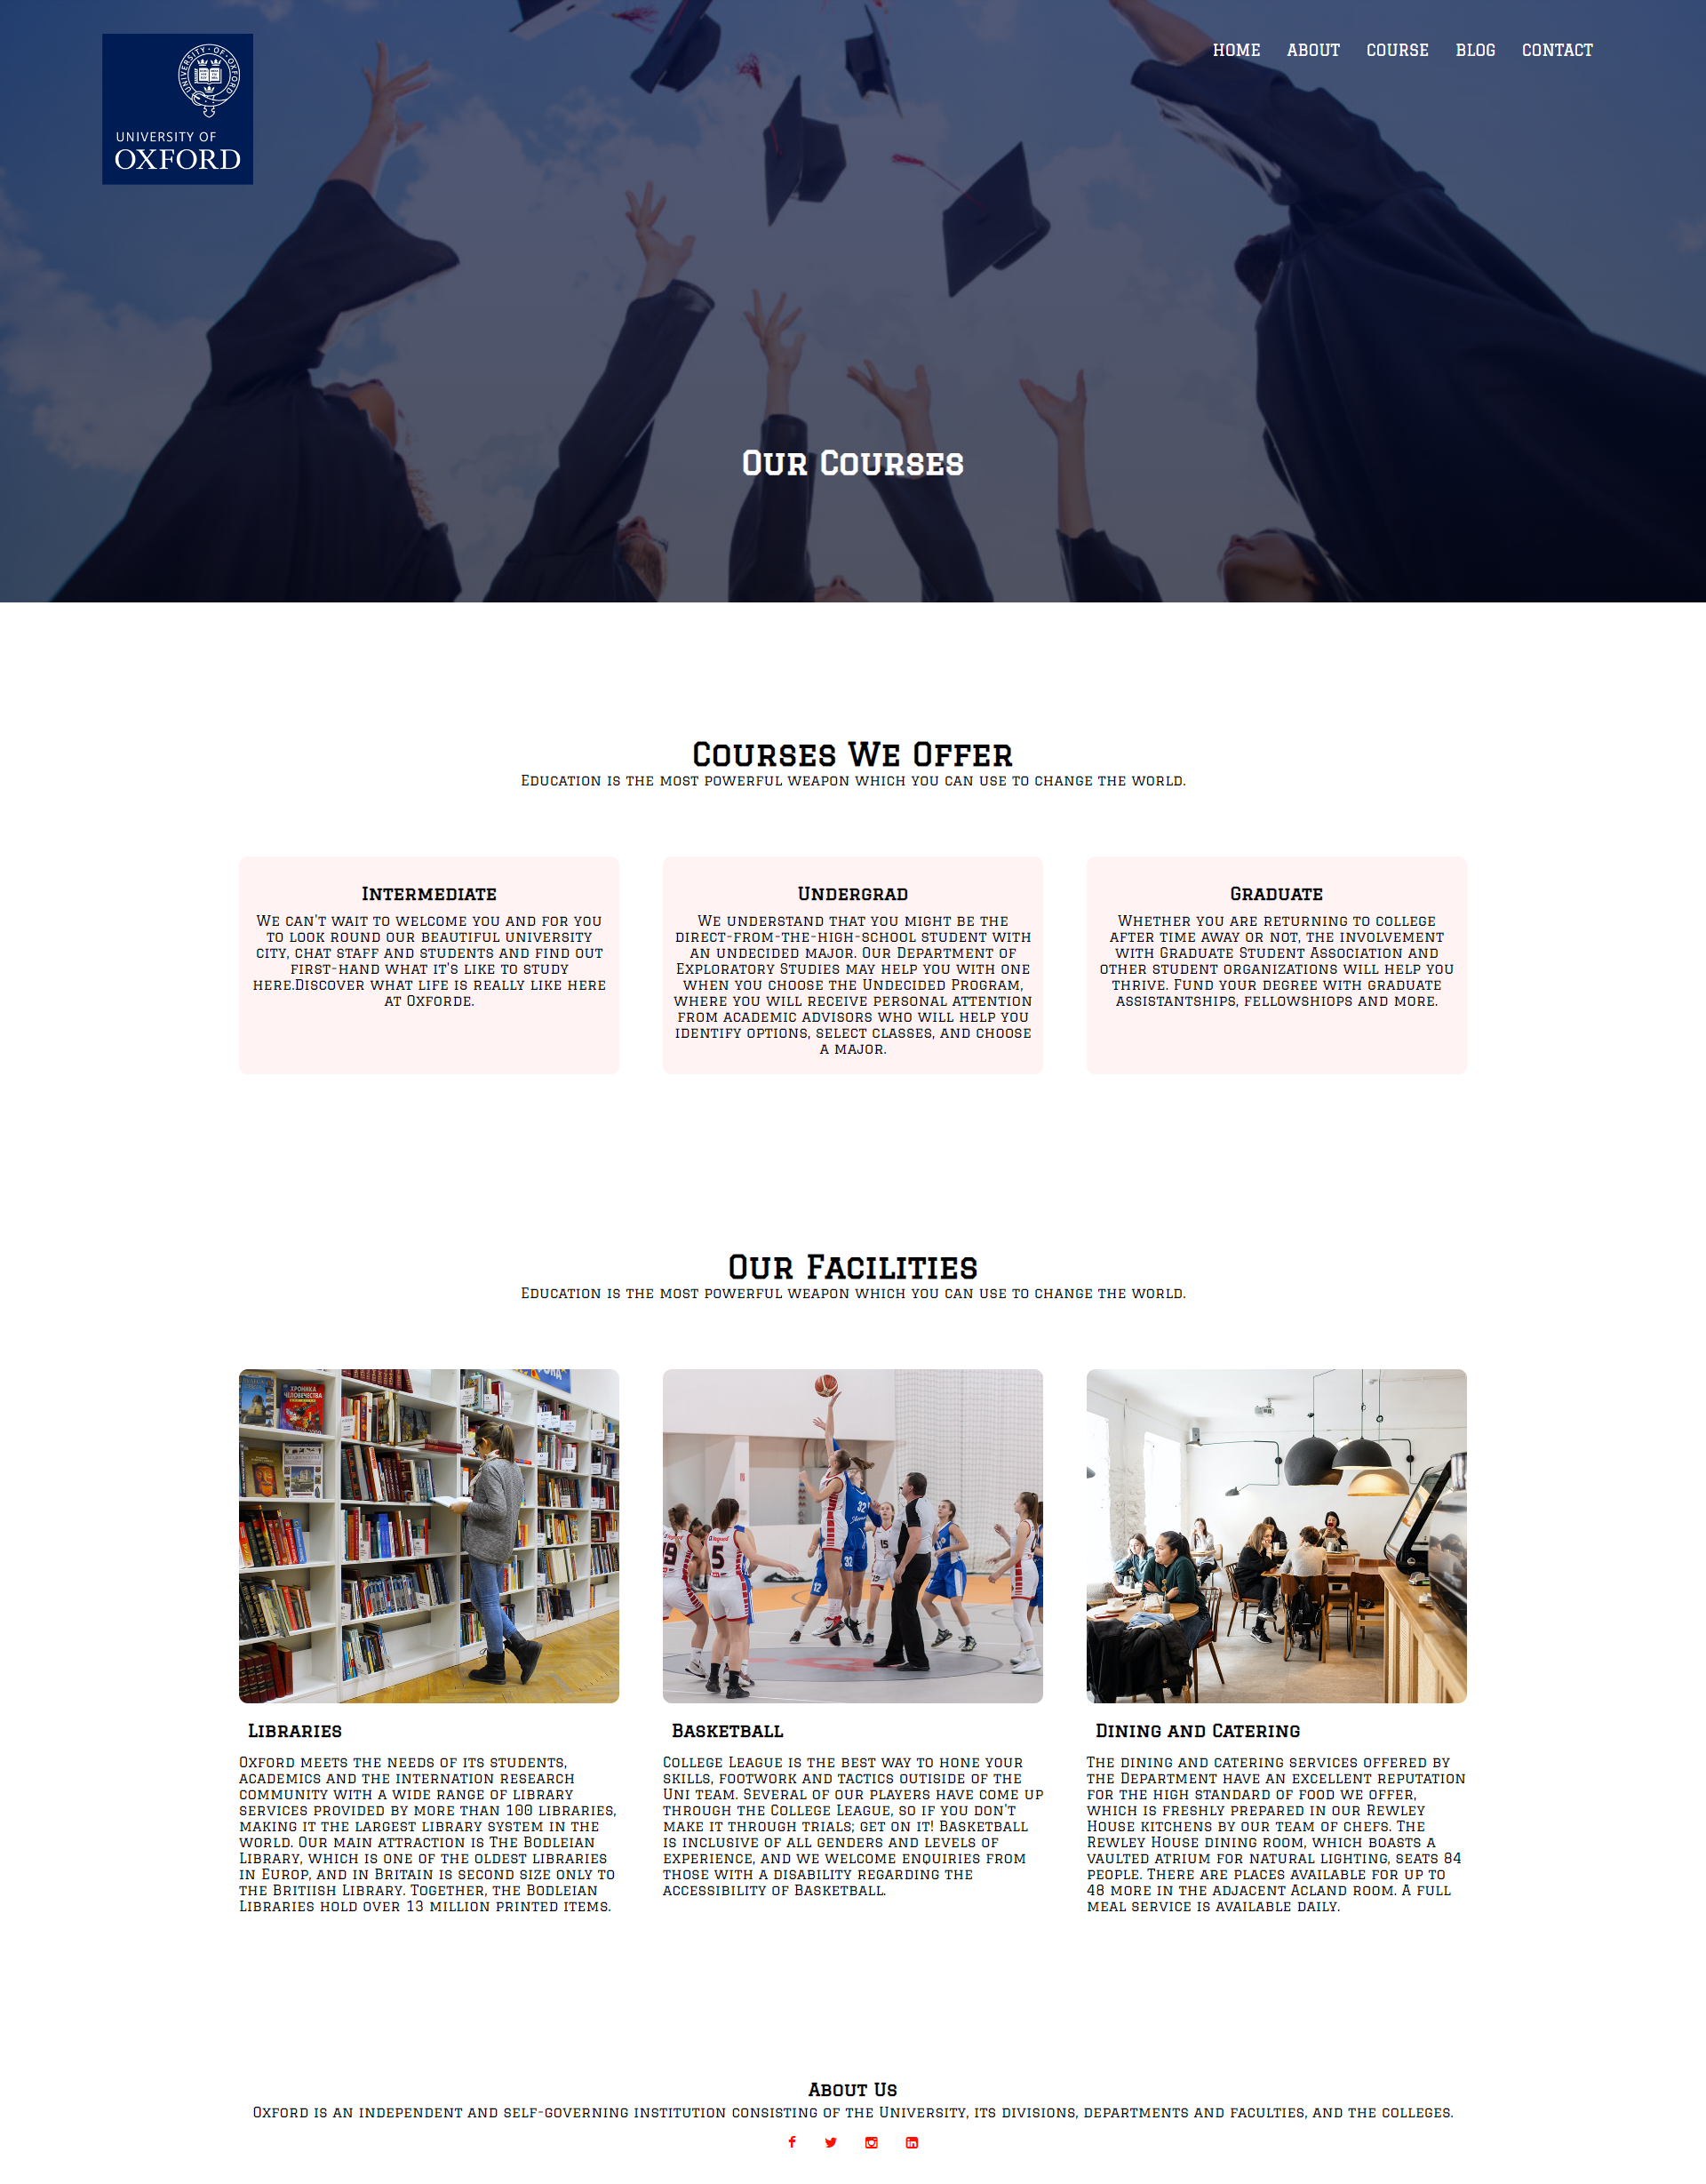 UNIVERSITY OF OXFORD
UNIVERSITY OF
OXFORD
HOME ABOUT COURSE BLOG CONTACT
Our Courses
Courses We Offer
Education is the most powerful weapon which you can use to change the world.
Intermediate
We can't wait to welcome you and for you
to look round our beautiful university
city, chat staff and students and find out
first-hand what it's like to study
here.Discover what life is really like here
at Oxforde.
Undergrad
We understand that you might be the
direct-from-the-high-school student with
an undecided major. Our Department of
Exploratory Studies may help you with one
when you choose the Undecided Program,
where you will receive personal attention
from academic advisors who will help you
identify options, select classes, and choose
a major.
Graduate
Whether you are returning to college
after time away or not, the involvement
with Graduate Student Association and
other student organizations will help you
thrive. Fund your degree with graduate
assistantships, fellowshiops and more.
Our Facilities
Education is the most powerful weapon which you can use to change the world.
ХРОНИКА
ЧЕЛОВЕЧЕСТВА
19
5
32
32
15
12
Libraries
Oxford meets the needs of its students,
academics and the internation research
community with a wide range of library
services provided by more than 100 libraries,
making it the largest library system in the
world. Our main attraction is The Bodleian
Library, which is one of the oldest libraries
in Europ, and in Britain is second size only to
the Britiish Library. Together, the Bodleian
Libraries hold over 13 million printed items.
Basketball
College League is the best way to hone your
skills, footwork and tactics outiside of the
Uni team. Several of our players have come up
through the College League, so if you don't
make it through trials; get on it! Basketball
is inclusive of all genders and levels of
experience, and we welcome enquiries from
those with a disability regarding the
accessibility of Basketball.
Dining and Catering
The dining and catering services offered by
the Department have an excellent reputation
for the high standard of food we offer,
which is freshly prepared in our Rewley
House kitchens by our team of chefs. The
Rewley House dining room, which boasts a
vaulted atrium for natural lighting, seats 84
people. There are places available for up to
48 more in the adjacent Acland room. A full
meal service is available daily.
About Us
Oxford is an independent and self-governing institution consisting of the University, its divisions, departments and faculties, and the colleges.